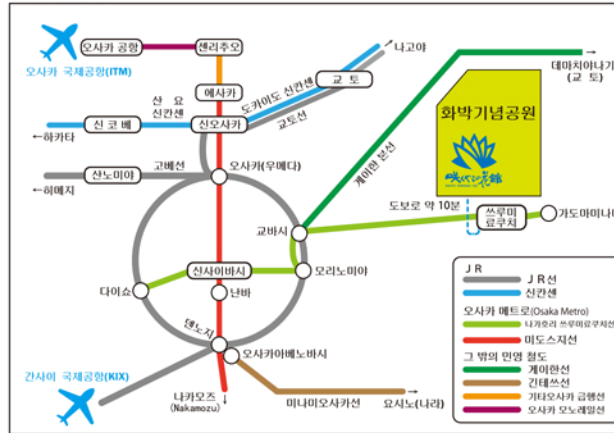 오사카 공항
센리추오
나고야
오사카 국제공항(ITM)
에사카
도카이도 신칸센
교 토
데마치야나기
(교 토)
산 요
신칸센
신 코 베
신오사카
교토선
←하카타
화박기념공원
咲くやこの花館
고베선
산노미야
오사카(우메다)
←히메지
게이한 본선
도보로 약 10분
쓰루미
료쿠치
가도마미나미
교바시
신사이바시
모리노미야
다이쇼
난바
덴노지
오사카아베노바시
간사이 국제공항(KIX)
나카모즈
(Nakamozu)
미나미오사카선
요시노(나라)
J R
J R선
신칸센
오사카 메트로(Osaka Metro)
나가호리 쓰루미료쿠치선
미도스지선
그 밖의 민영 철도
게이한선
긴테쓰선
기타오사카 급행선
오사카 모노레일선